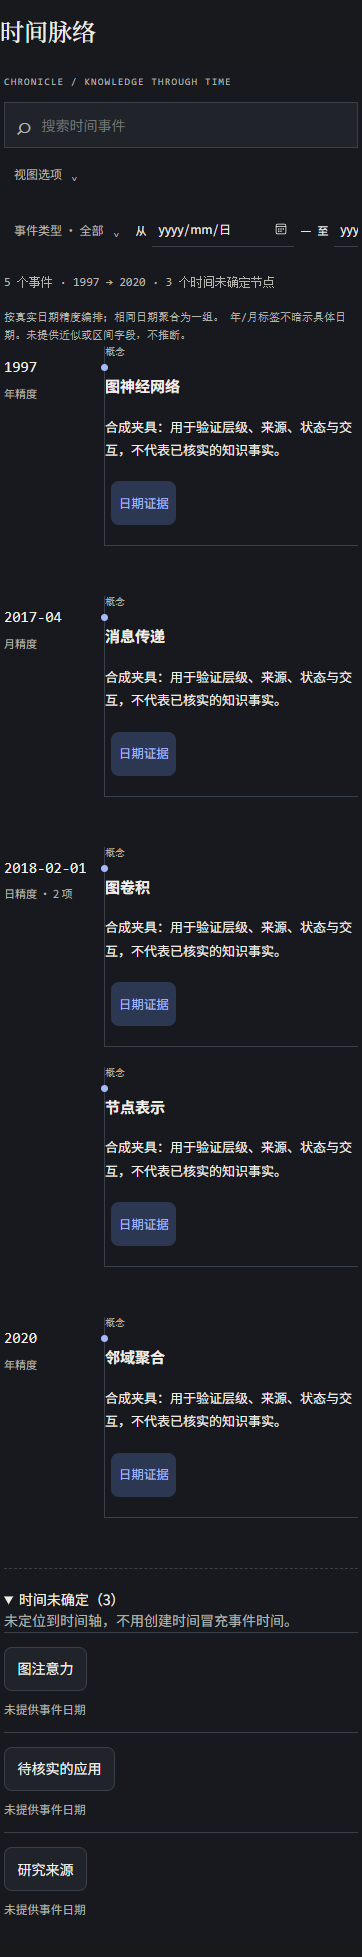 时间脉络
CHRONICLE / KNOWLEDGE THROUGH TIME
搜索时间事件
视图选项
事件类型 · 全部 从 yyyy/mm/日 — 至 yyy
5 个事件 · 1997 → 2020 · 3 个时间未确定节点
按真实日期精度编排；相同日期聚合为一组。 年/月标签不暗示具体日
期。未提供近似或区间字段，不推断。
1997
年精度
概念
图神经网络
合成夹具：用于验证层级、来源、状态与交
互，不代表已核实的知识事实。
日期证据
2017-04
月精度
概念
消息传递
合成夹具：用于验证层级、来源、状态与交
互，不代表已核实的知识事实。
日期证据
2018-02-01
日精度 · 2 项
概念
图卷积
合成夹具：用于验证层级、来源、状态与交
互，不代表已核实的知识事实。
日期证据
概念
节点表示
合成夹具：用于验证层级、来源、状态与交
互，不代表已核实的知识事实。
日期证据
2020
年精度
概念
邻域聚合
合成夹具：用于验证层级、来源、状态与交
互，不代表已核实的知识事实。
日期证据
▼ 时间未确定（3）
未定位到时间轴，不用创建时间冒充事件时间。
图注意力
未提供事件日期
待核实的应用
未提供事件日期
研究来源
未提供事件日期